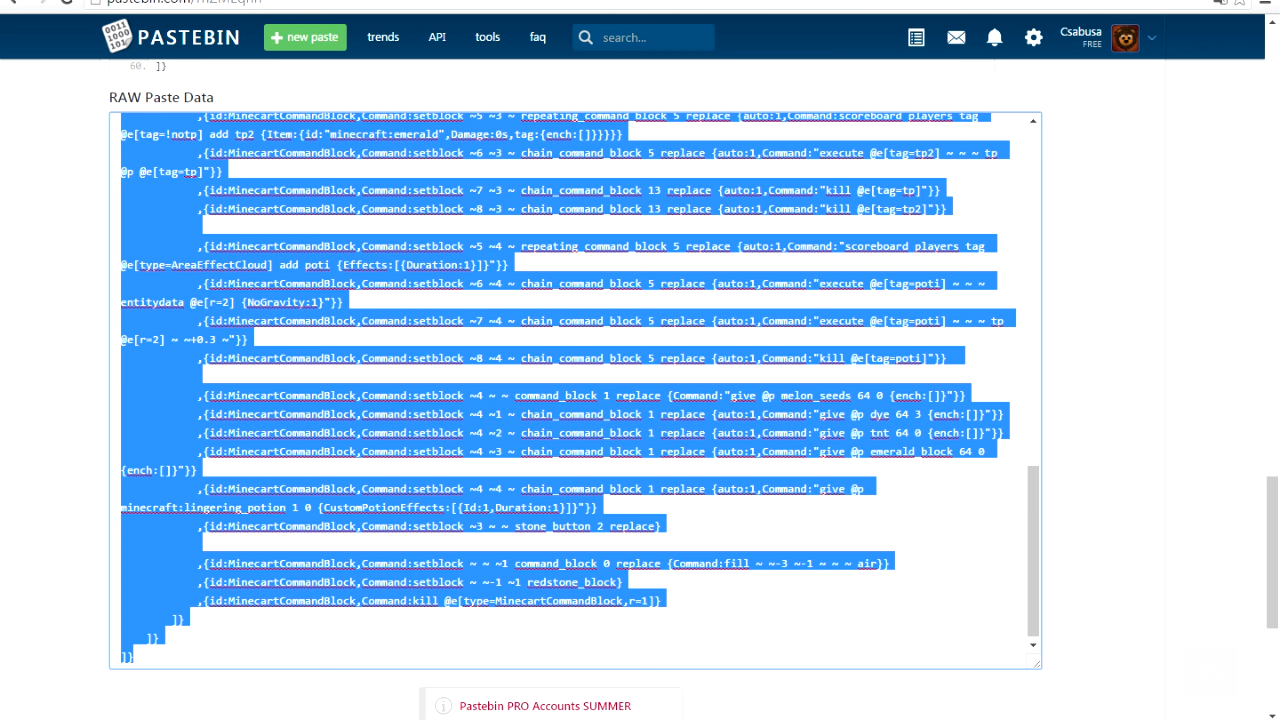 0011
1000
101
PASTEBIN
+ new paste
trends
API
tools
faq
search...
Csabusa
FREE
60. ]}
RAW Paste Data
,{id:MinecartCommandBlock,Command:setblock ~5 ~3 ~ repeating_command_block 5 replace {auto:1,Command:"scoreboard players tag
@e[tag=!notp] add tp2 {Item:{id:"minecraft:emerald",Damage:0s,tag:{ench:[]}}}}}
,{id:MinecartCommandBlock,Command:setblock ~6 ~3 ~ chain_command_block 5 replace {auto:1,Command:"execute @e[tag=tp2] ~ ~ ~ tp
@p @e[tag=tp]"}}
,{id:MinecartCommandBlock,Command:setblock ~7 ~3 ~ chain_command_block 13 replace {auto:1,Command:"kill @e[tag=tp]"}}
,{id:MinecartCommandBlock,Command:setblock ~8 ~3 ~ chain_command_block 13 replace {auto:1,Command:"kill @e[tag=tp2]"}}
,{id:MinecartCommandBlock,Command:setblock ~5 ~4 ~ repeating_command_block 5 replace {auto:1,Command:"scoreboard players tag
@e[type=AreaEffectCloud] add poti {Effects:[{Duration:1}]}"}}
,{id:MinecartCommandBlock,Command:setblock ~6 ~4 ~ chain_command_block 5 replace {auto:1,Command:"execute @e[tag=poti] ~ ~ ~
entitydata @e[r=2] {NoGravity:1}"}}
,{id:MinecartCommandBlock,Command:setblock ~7 ~4 ~ chain_command_block 5 replace {auto:1,Command:"execute @e[tag=poti] ~ ~ ~ tp
@e[r=2] ~ ~+0.3 ~"}}
,{id:MinecartCommandBlock,Command:setblock ~8 ~4 ~ chain_command_block 5 replace {auto:1,Command:"kill @e[tag=poti]"}}
,{id:MinecartCommandBlock,Command:setblock ~4 ~ ~ command_block 1 replace {Command:"give @p melon_seeds 64 0 {ench:[]}"}}
,{id:MinecartCommandBlock,Command:setblock ~4 ~1 ~ chain_command_block 1 replace {auto:1,Command:"give @p dye 64 3 {ench:[]}"}}
,{id:MinecartCommandBlock,Command:setblock ~4 ~2 ~ chain_command_block 1 replace {auto:1,Command:"give @p tnt 64 0 {ench:[]}"}}
,{id:MinecartCommandBlock,Command:setblock ~4 ~3 ~ chain_command_block 1 replace {auto:1,Command:"give @p emerald_block 64 0
{ench:[]}"}}
,{id:MinecartCommandBlock,Command:setblock ~4 ~4 ~ chain_command_block 1 replace {auto:1,Command:"give @p
minecraft:lingering_potion 1 0 {CustomPotionEffects:[{Id:1,Duration:1}]}"}}
,{id:MinecartCommandBlock,Command:setblock ~3 ~ ~ stone_button 2 replace}
,{id:MinecartCommandBlock,Command:setblock ~ ~ ~1 command_block 0 replace {Command:fill ~ ~-3 ~-1 ~ ~ ~ air}}
,{id:MinecartCommandBlock,Command:setblock ~ ~-1 ~1 redstone_block}
,{id:MinecartCommandBlock,Command:kill @e[type=MinecartCommandBlock,r=1]}
]}
]}
]}
Pastebin PRO Accounts SUMMER